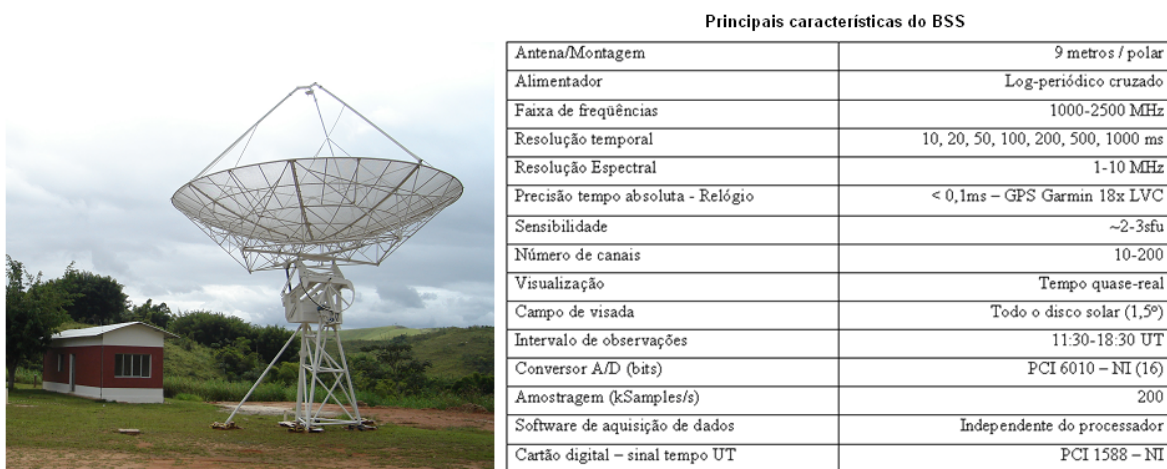 Principais características do BSS
Antena/Montagem 9 metros / polar
Alimentador Log-periódico cruzado
Faixa de freqüências 1000-2500 MHz
Resolução temporal 10, 20, 50, 100, 200, 500, 1000 ms
Resolução Espectral 1-10 MHz
Precisão tempo absoluta - Relógio < 0,1ms – GPS Garmin 18x LVC
Sensibilidade ~2-3sfu
Número de canais 10-200
Visualização Tempo quase-real
Campo de visada Todo o disco solar (1,5º)
Intervalo de observações 11:30-18:30 UT
Conversor A/D (bits) PCI 6010 – NI (16)
Amostragem (kSamples/s) 200
Software de aquisição de dados Independente do processador
Cartão digital – sinal tempo UT PCI 1588 – NI